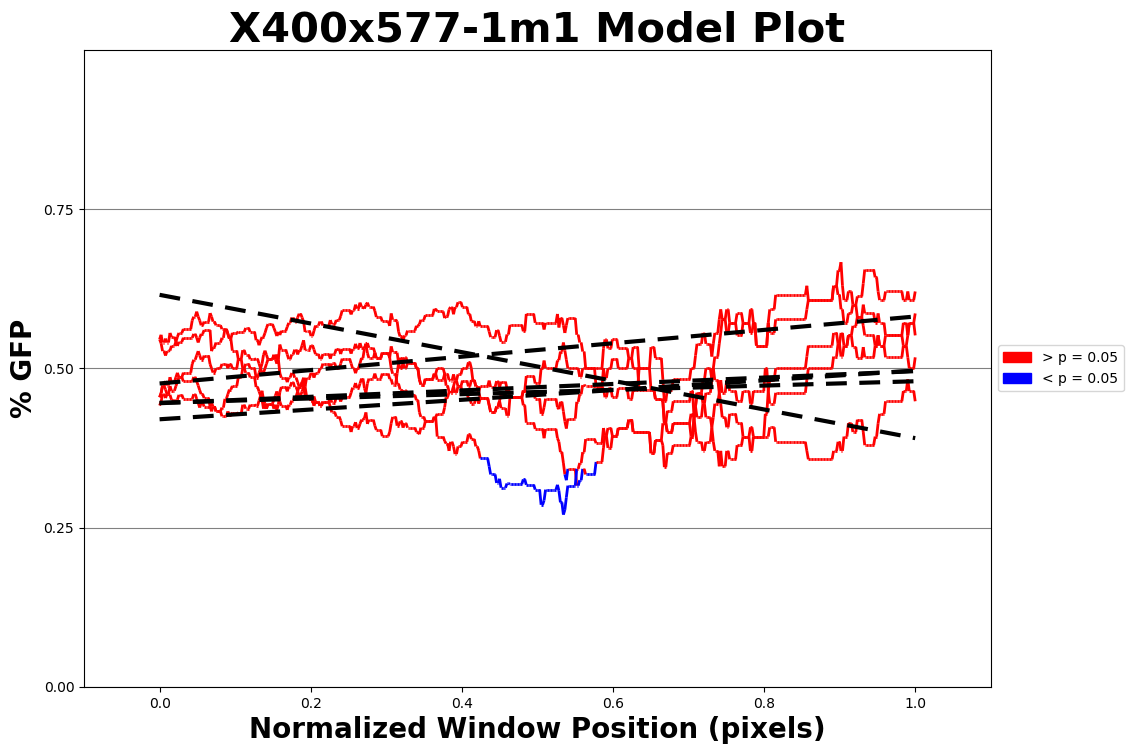 X400x577-1m1 Model Plot
% GFP
0.75
0.50
0.25
0.00
> p = 0.05
< p = 0.05
0.0 0.2 0.4 0.6 0.8 1.0
Normalized Window Position (pixels)